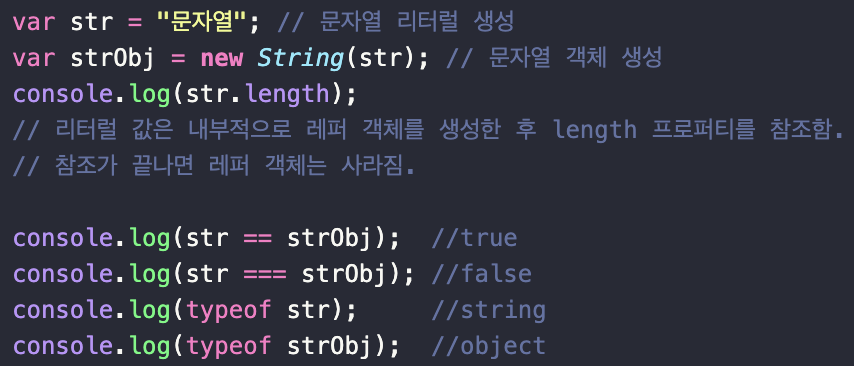 var str = "문자열"; // 문자열 리터럴 생성
var strObj = new String(str); // 문자열 객체 생성
console.log(str.length);
// 리터럴 값은 내부적으로 레퍼 객체를 생성한 후 length 프로퍼티를 참조함.
// 참조가 끝나면 레퍼 객체는 사라짐.
console.log(str == strObj);  //true
console.log(str === strObj); //false
console.log(typeof str);     //string
console.log(typeof strObj);  //object